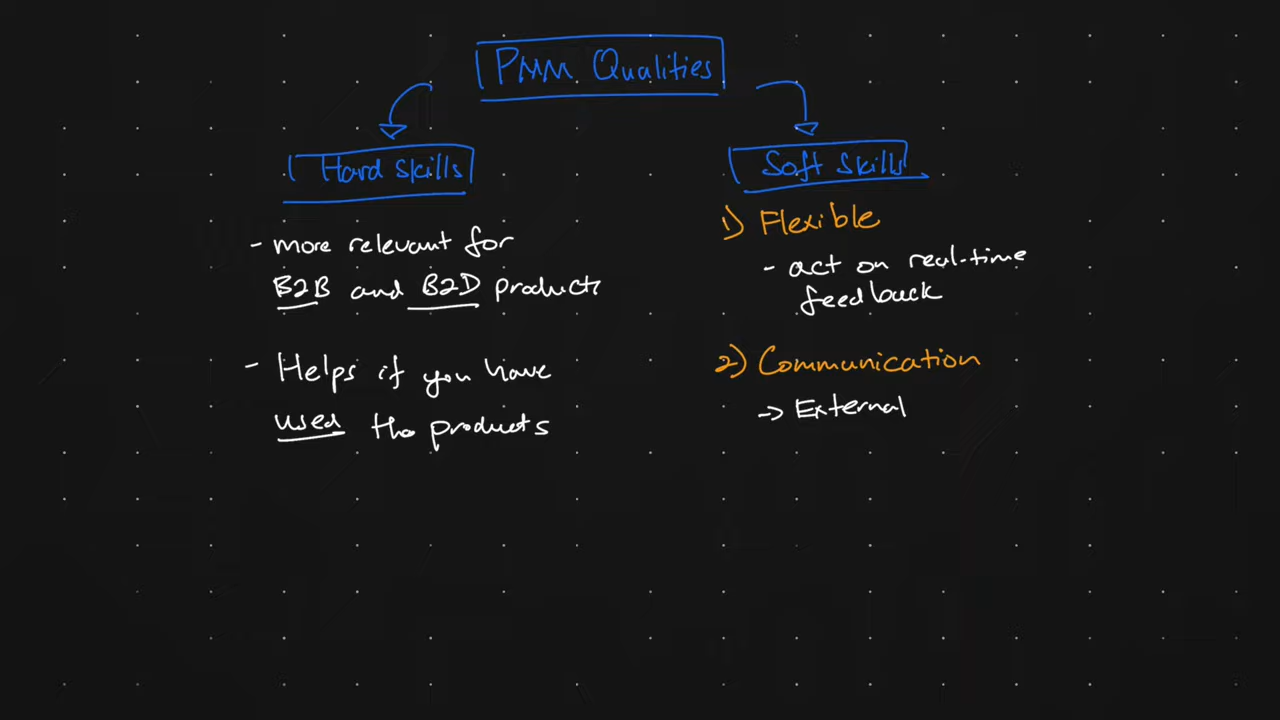 PMM Qualities
Hard Skills
- more relevant for
B2B and B2D products
- Helps if you have
used the products
Soft Skills
1) Flexible
- act on real-time
feedback
2) Communication
→ External